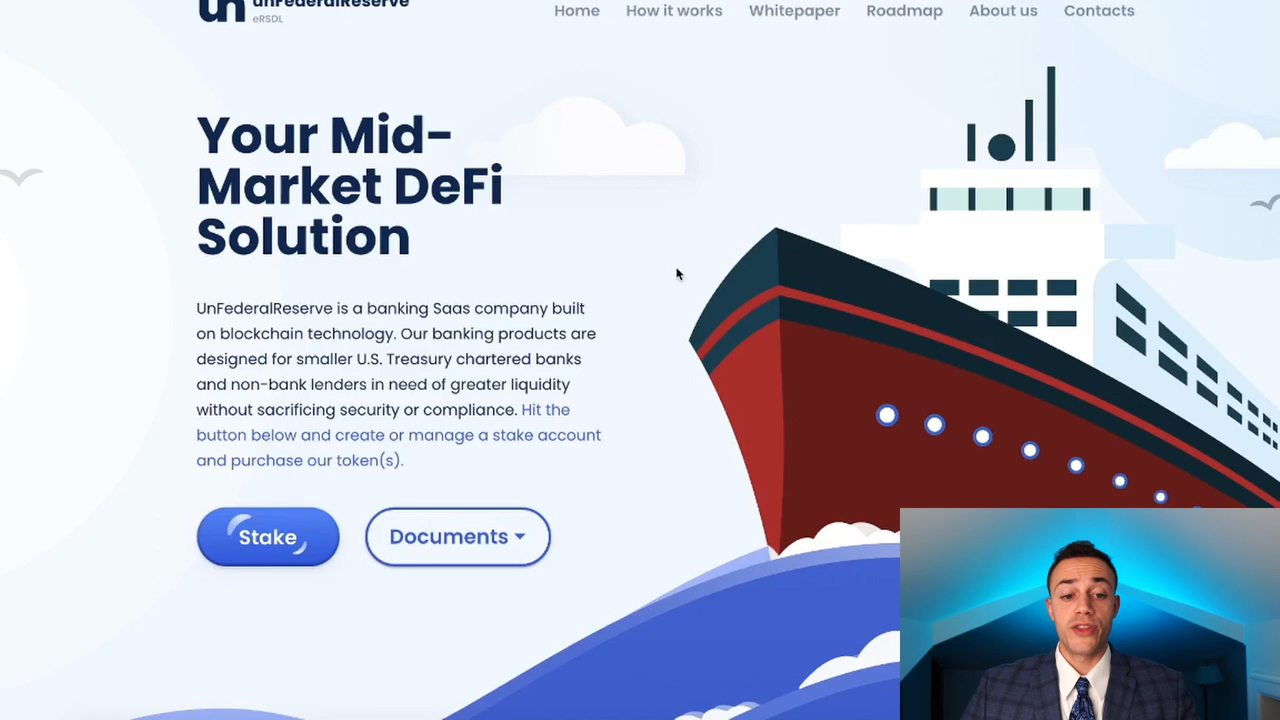 unFederalReserve
eRSDL
Home How it works Whitepaper Roadmap About us Contacts
Your Mid-
Market DeFi
Solution
UnFederalReserve is a banking Saas company built
on blockchain technology. Our banking products are
designed for smaller U.S. Treasury chartered banks
and non-bank lenders in need of greater liquidity
without sacrificing security or compliance. Hit the
button below and create or manage a stake account
and purchase our token(s).
Stake Documents